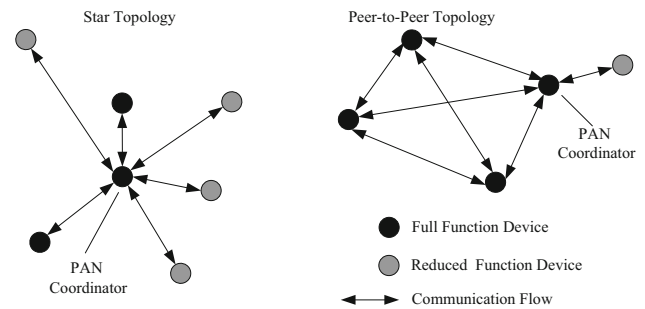 Star Topology
Peer-to-Peer Topology
PAN
Coordinator
PAN
Coordinator
Full Function Device
Reduced Function Device
Communication Flow